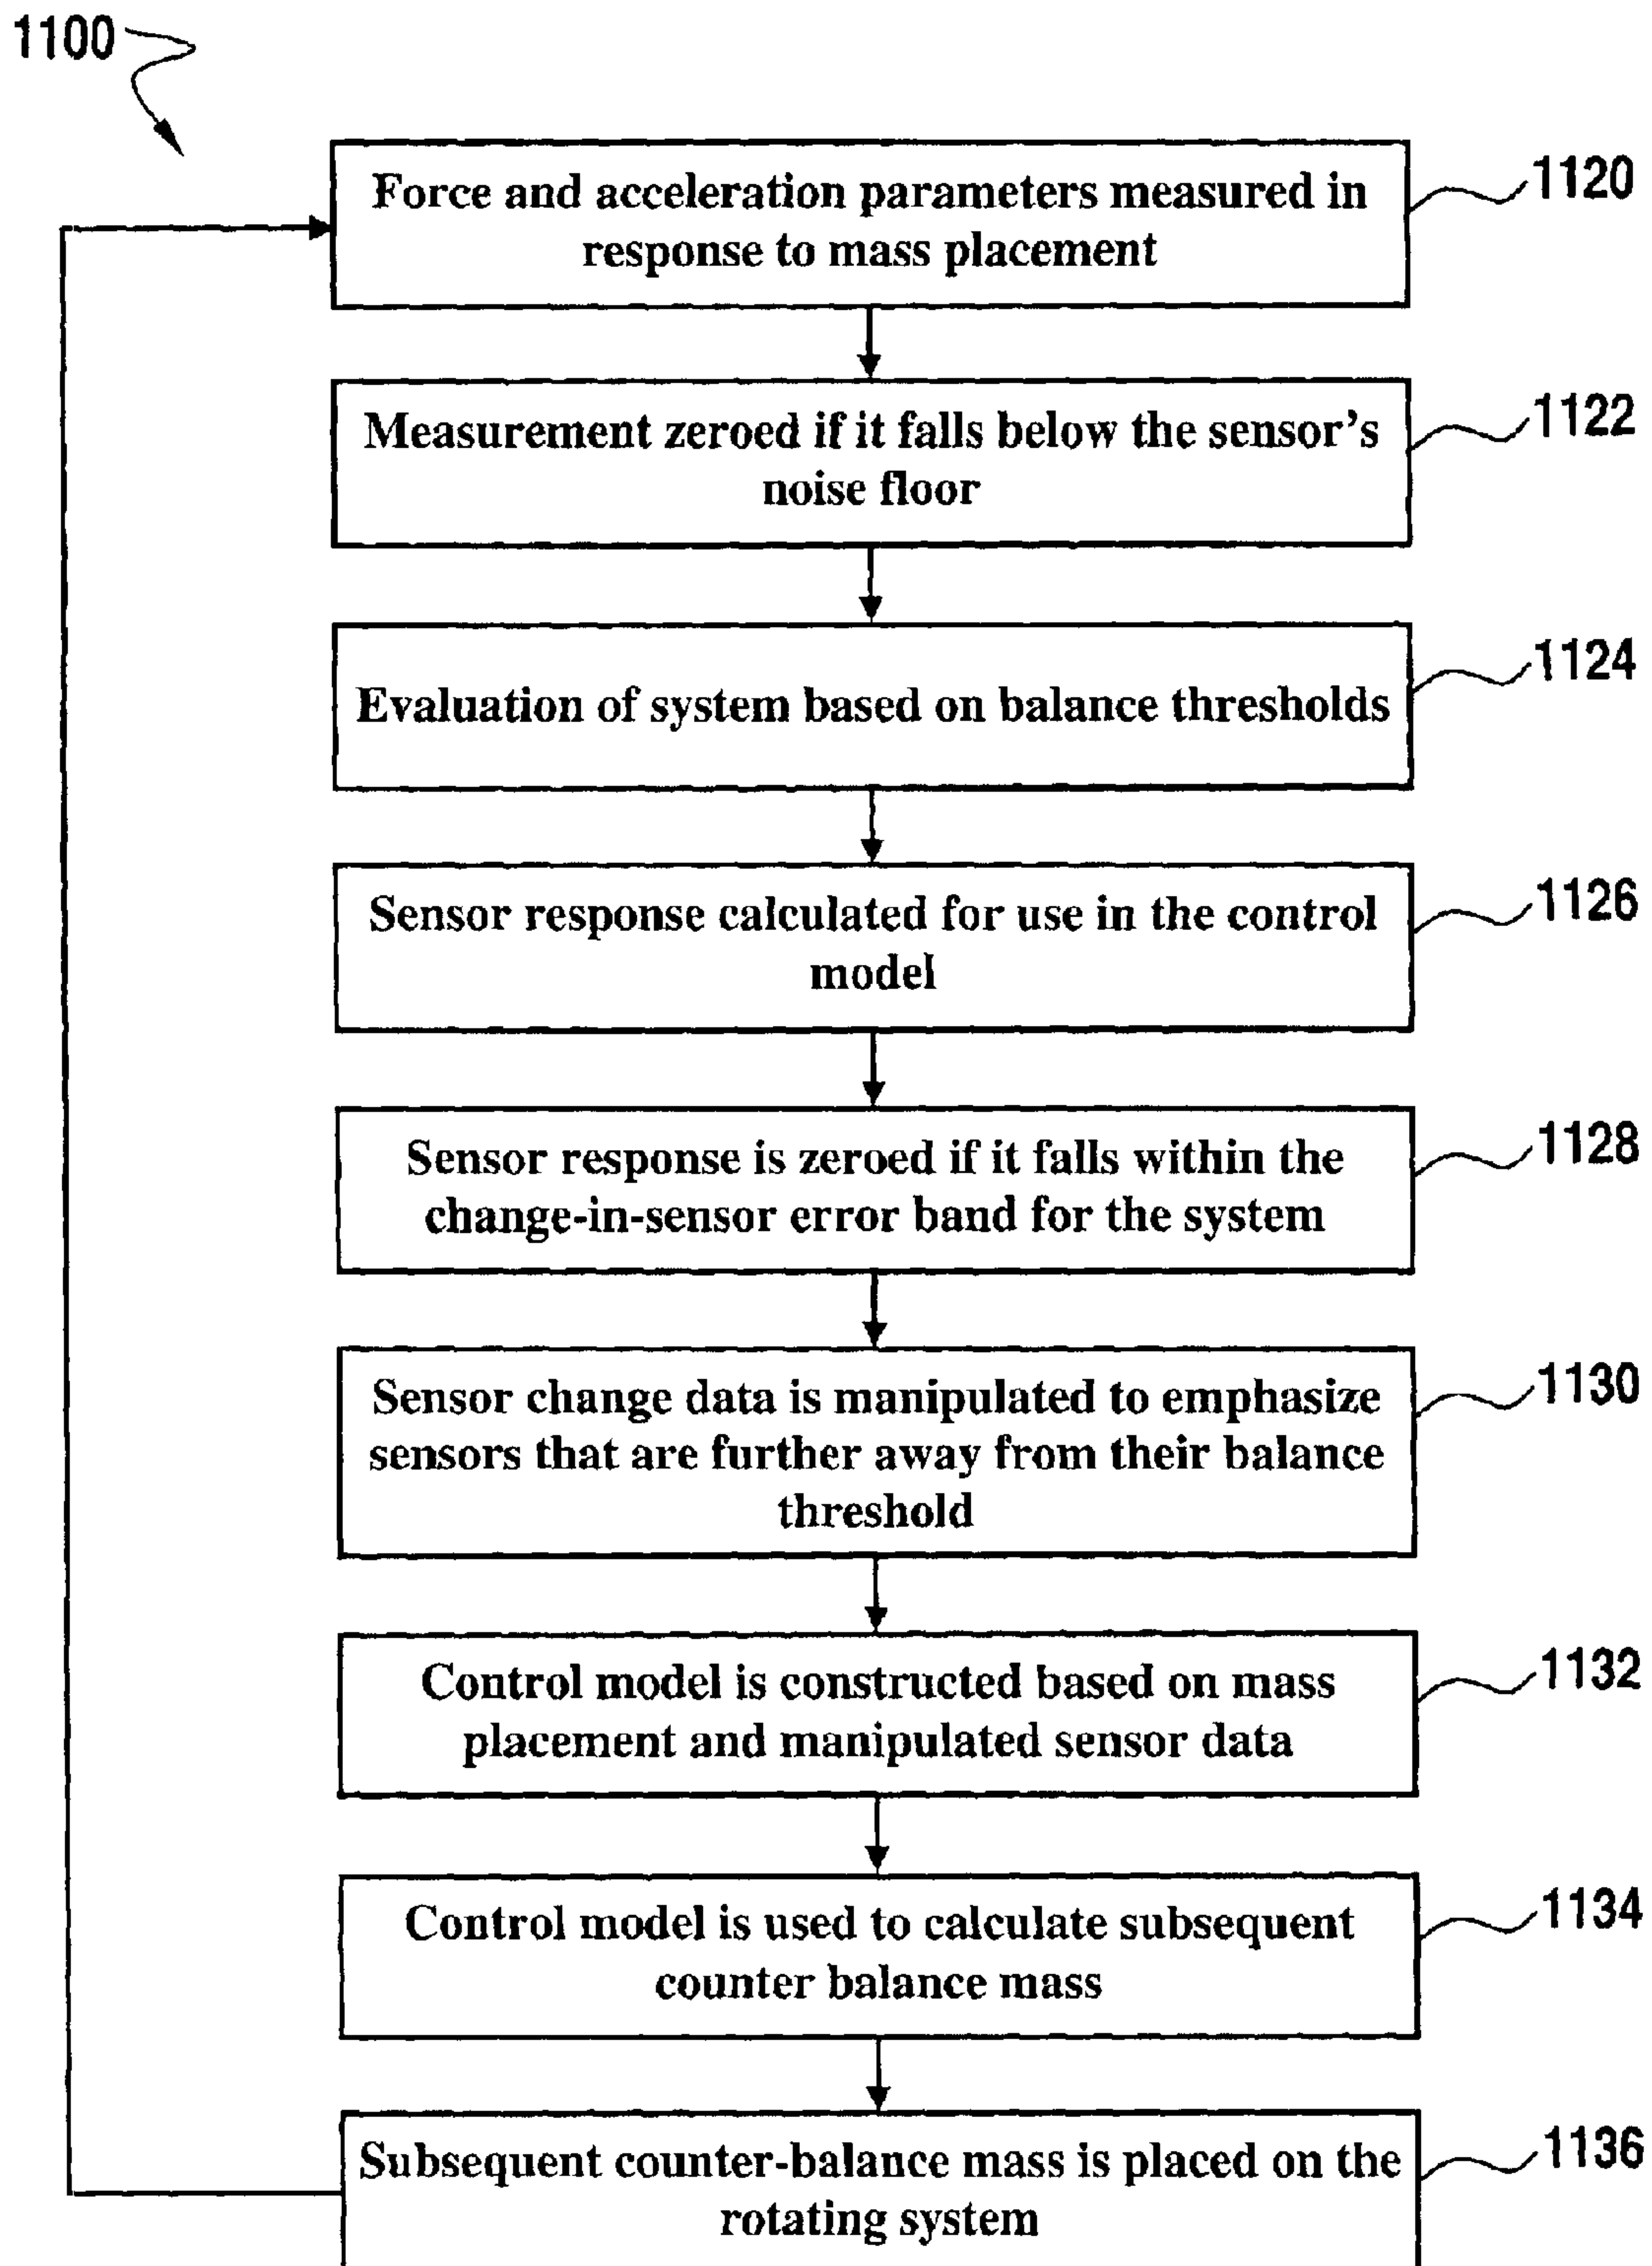 1100
Force and acceleration parameters measured in
response to mass placement
1120
Measurement zeroed if it falls below the sensor's
noise floor
1122
Evaluation of system based on balance thresholds
1124
Sensor response calculated for use in the control
model
1126
Sensor response is zeroed if it falls within the
change-in-sensor error band for the system
1128
Sensor change data is manipulated to emphasize
sensors that are further away from their balance
threshold
1130
Control model is constructed based on mass
placement and manipulated sensor data
1132
Control model is used to calculate subsequent
counter balance mass
1134
Subsequent counter-balance mass is placed on the
rotating system
1136